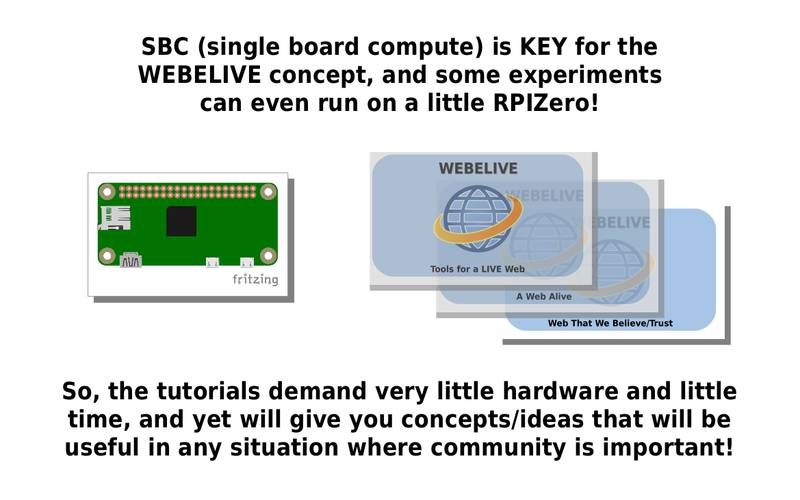 SBC (single board compute) is KEY for the
WEBELIVE concept, and some experiments
can even run on a little RPIZero!
fritzing
WEBELIVE
Tools for a LIVE Web
WEBELIVE
A Web Alive
WEBELIVE
Web That We Believe/Trust
So, the tutorials demand very little hardware and little
time, and yet will give you concepts/ideas that will be
useful in any situation where community is important!